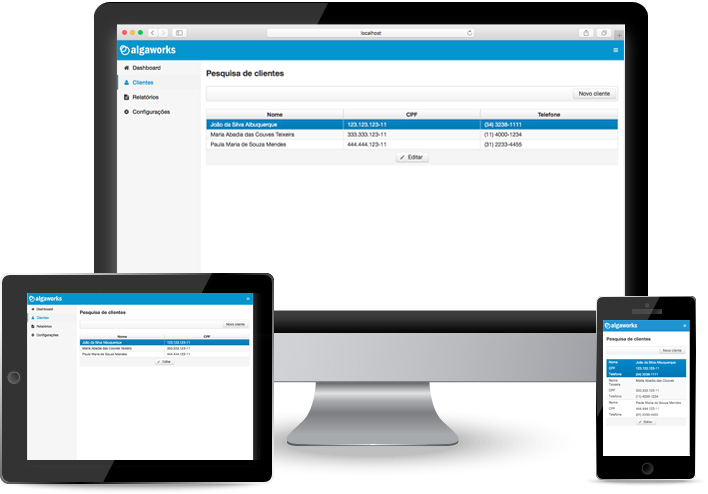 localhost
algaworks
Dashboard
Clientes
Relatórios
Configurações
Pesquisa de clientes
Novo cliente
Nome CPF Telefone
João da Silva Albuquerque 123.123.123-11 (34) 3238-1111
Maria Abadia das Couves Teixeira 333.333.123-11 (11) 4000-1234
Paula Maria de Souza Mendes 444.444.123-11 (31) 2233-4455
Editar
algaworks
Dashboard
Clientes
Relatórios
Configurações
Pesquisa de clientes
Novo cliente
Nome CPF
João da Silva Albuquerque 123.123.123-11
Maria Abadia das Couves Teixeira 333.333.123-11
Paula Maria de Souza Mendes 444.444.123-11
Editar
algaworks
Pesquisa de clientes
Novo cliente
Nome João da Silva Albuquerque
CPF 123.123.123-11
Telefone (34) 3238-1111
Nome Maria Abadia das Couves
Teixeira
CPF 333.333.123-11
Telefone (11) 4000-1234
Nome Paula Maria de Souza Mendes
CPF 444.444.123-11
Telefone (31) 2233-4455
Editar